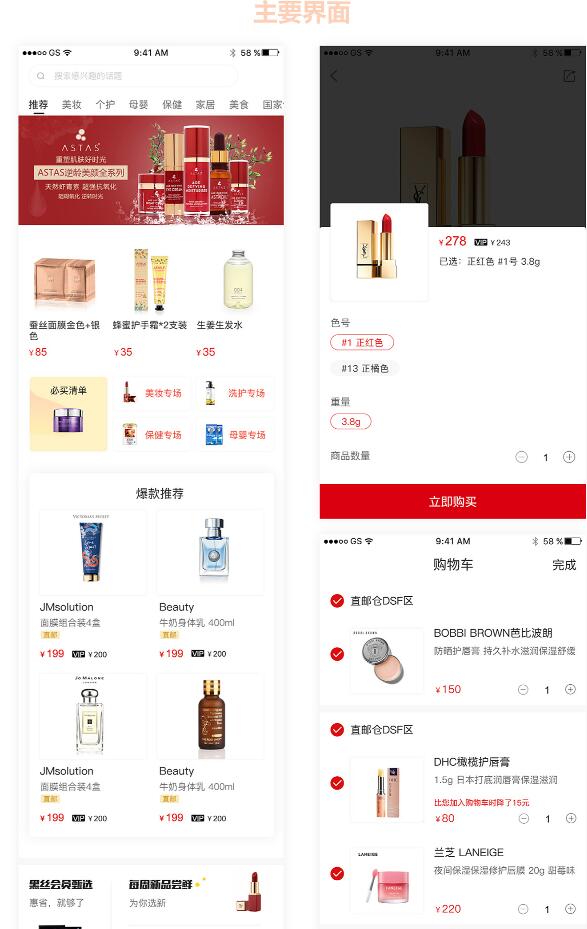 主要界面
GS 9:41 AM 58 %
搜索感兴趣的话题
推荐 美妆 个护 母婴 保健 家居 美食 国家
ASTAS
重塑肌肤好时光
ASTAS逆龄美颜全系列
天然虾青素 超强抗氧化
蚕丝面膜金色+银色
¥85
蜂蜜护手霜*2支装
¥35
生姜生发水
¥35
必买清单
美妆专场
洗护专场
保健专场
母婴专场
爆款推荐
VICTORIA'S SECRET
JMsolution
面膜组合装4盒
直邮
¥199 VIP ¥200
Beauty
牛奶身体乳 400ml
直邮
¥199 VIP ¥200
JO MALONE
LONDON
JMsolution
面膜组合装4盒
直邮
¥199 VIP ¥200
Beauty
牛奶身体乳 400ml
直邮
¥199 VIP ¥200
黑丝会员甄选
惠省，就够了
每周新品尝鲜
为你选新
GS 9:41 AM 58 %
¥278 VIP ¥243
已选：正红色 #1号 3.8g
色号
#1 正红色
#13 正橘色
重量
3.8g
商品数量 1
立即购买
GS 9:41 AM 58 %
购物车 完成
直邮仓DSF区
BOBBI BROWN
BOBBI BROWN芭比波朗
防晒护唇膏 持久补水滋润保湿舒缓
¥150 1
直邮仓DSF区
DHC橄榄护唇膏
1.5g 日本打底润唇膏保湿滋润
比您加入购物车时降了15元
¥80 1
LANEIGE
兰芝 LANEIGE
夜间保湿保湿修护唇膜 20g 甜莓味
¥220 1